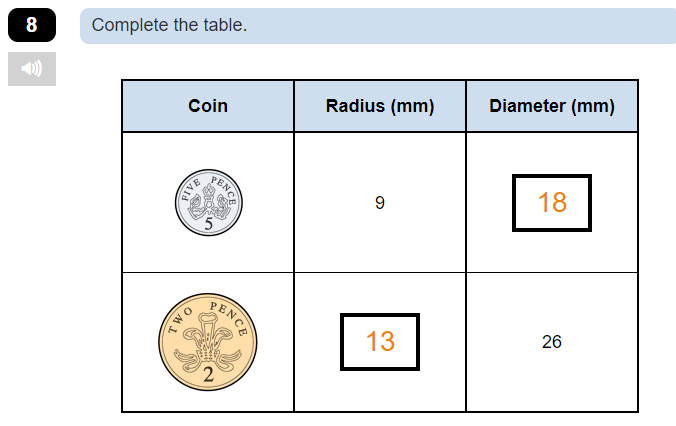 8
Complete the table.
Coin Radius (mm) Diameter (mm)
FIVE PENCE
5
9
18
TWO PENCE
2
13
26